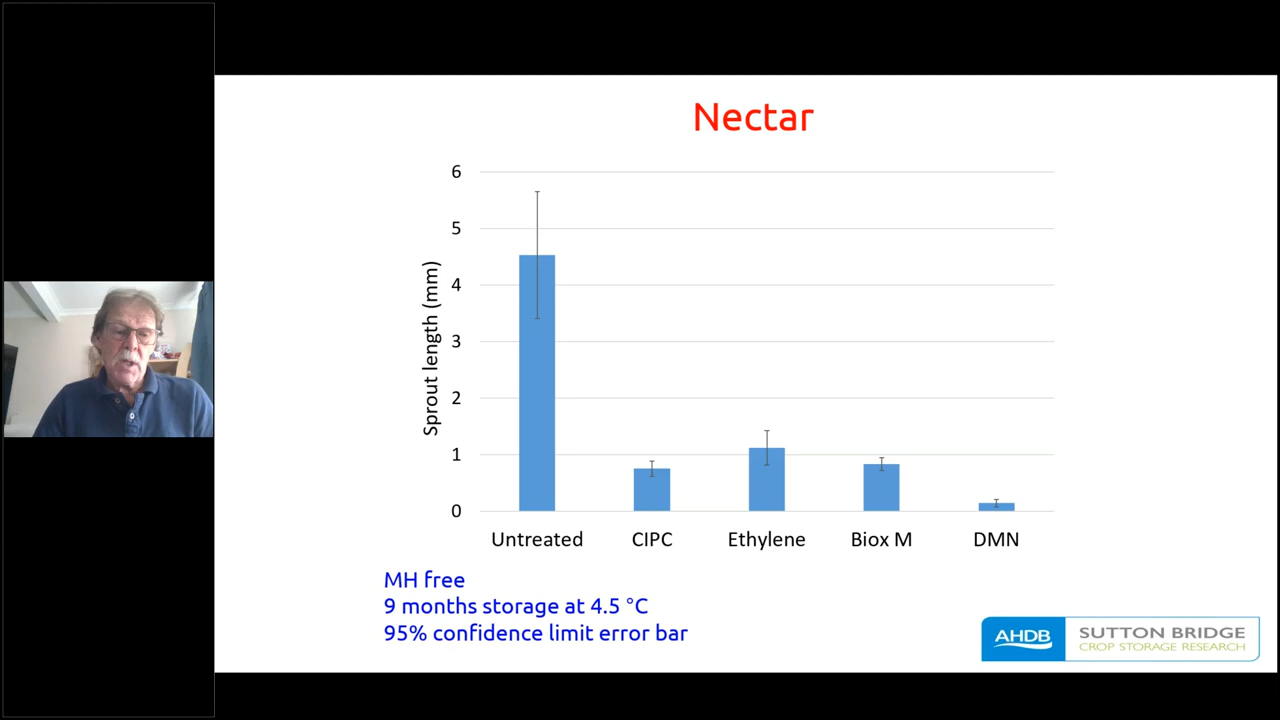 Nectar
6
5
4
3
2
1
0
Sprout length (mm)
Untreated CIPC Ethylene Biox M DMN
MH free
9 months storage at 4.5 °C
95% confidence limit error bar
AHDB
SUTTON BRIDGE
CROP STORAGE RESEARCH